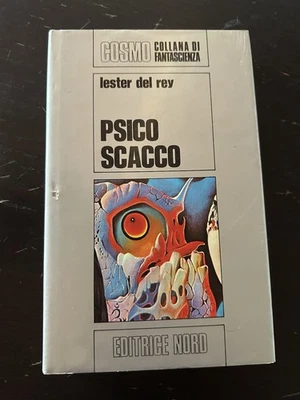 COSMO COLLANA DI FANTASCIENZA
lester del rey
PSICO
SCACCO
EDITRICE NORD